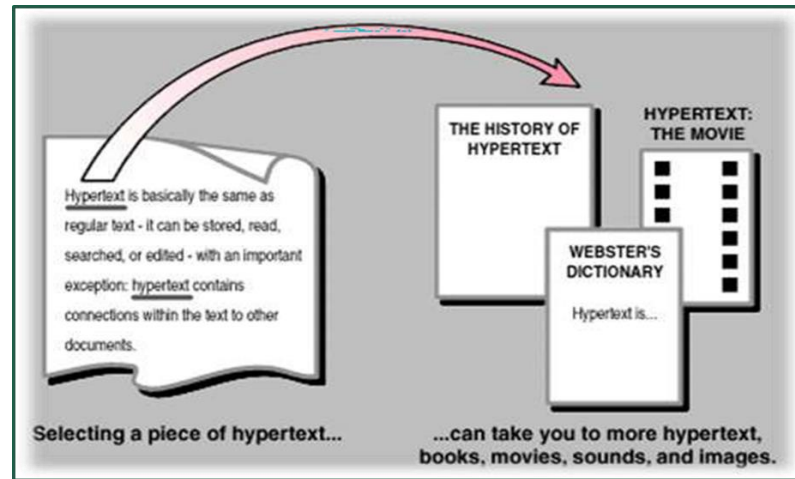 Hypertext is basically the same as
regular text - it can be stored, read,
searched, or edited - with an important
exception: hypertext contains
connections within the text to other
documents.
Selecting a piece of hypertext...
THE HISTORY OF
HYPERTEXT
HYPERTEXT:
THE MOVIE
WEBSTER'S
DICTIONARY
Hypertext is...
...can take you to more hypertext,
books, movies, sounds, and images.